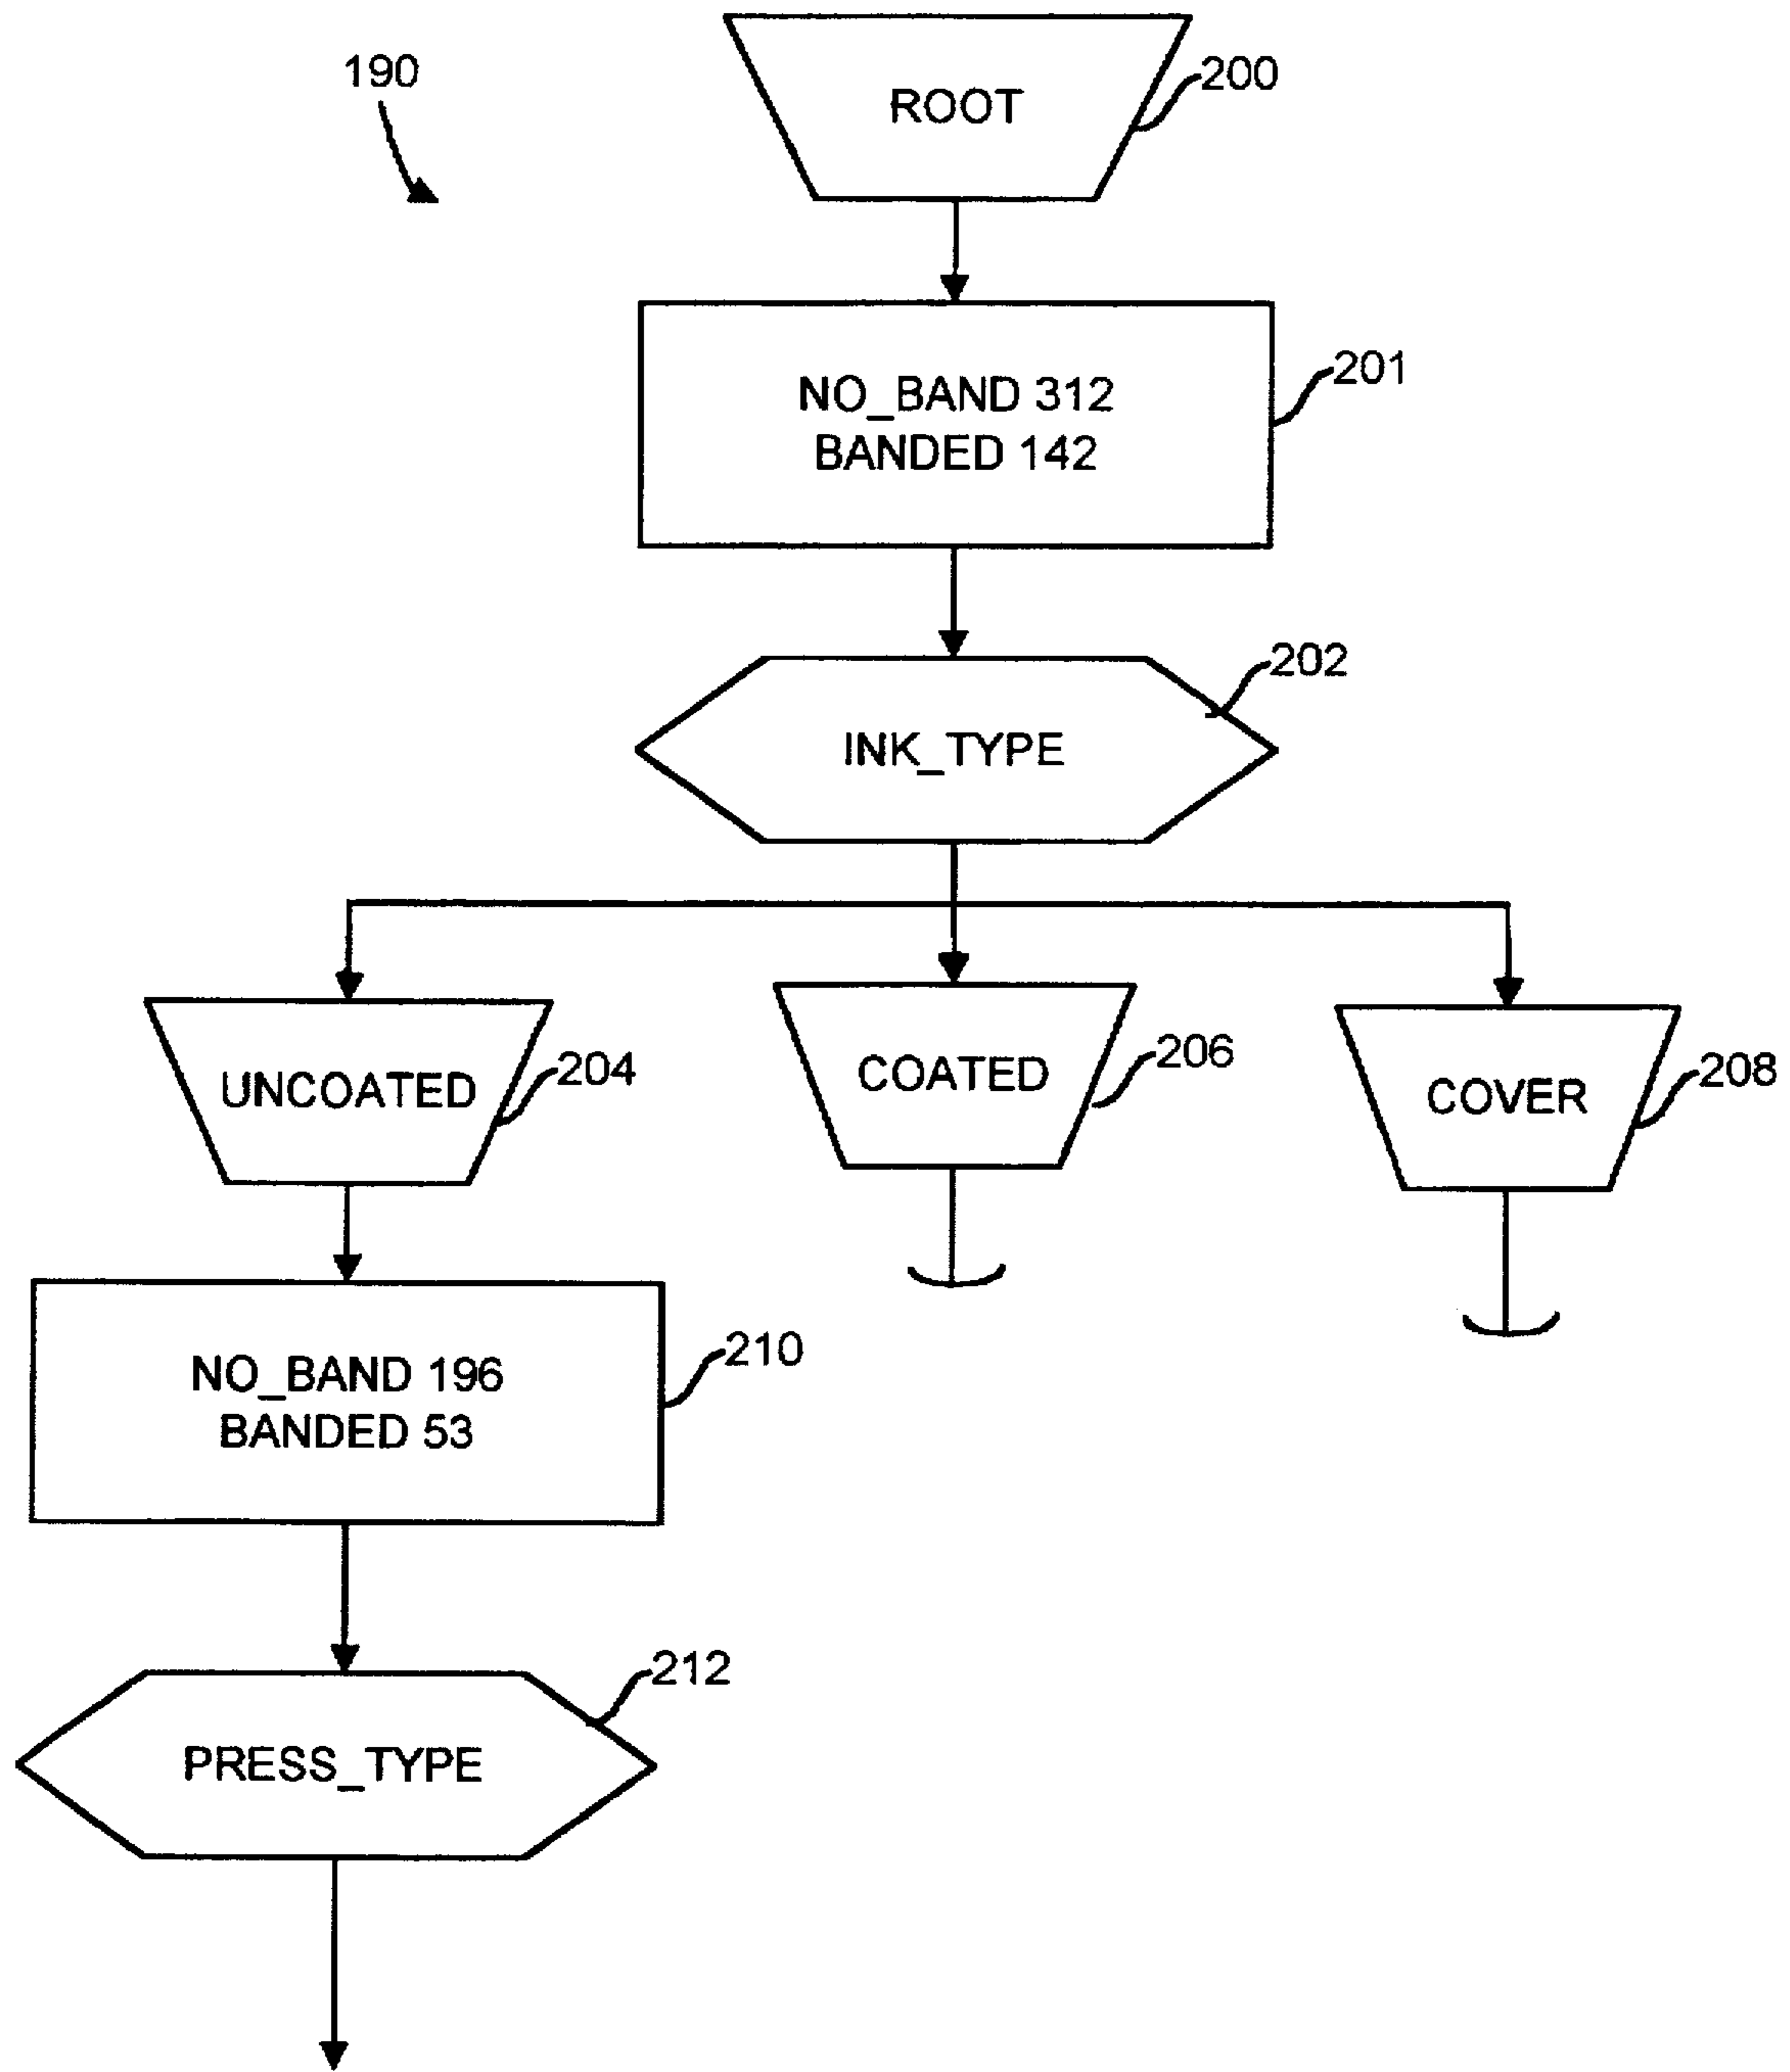 190
ROOT
200
NO_BAND 312
BANDED 142
201
INK_TYPE
202
UNCOATED
204
COATED
206
COVER
208
NO_BAND 196
BANDED 53
210
PRESS_TYPE
212